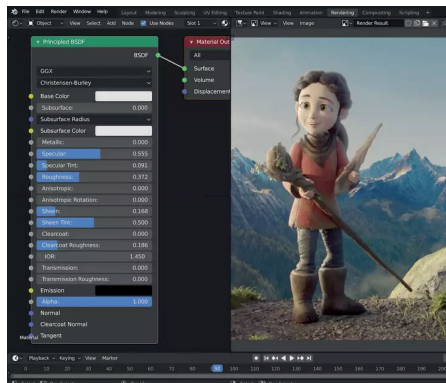 File Edit Render Window Help Layout Modeling Sculpting UV Editing Texture Paint Shading Animation Rendering Compositing Scripting +
Object View Select Add Node Use Nodes Slot 1 View View Image Render Result
Principled BSDF
BSDF
GGX
Christensen-Burley
Base Color
Subsurface: 0.000
Subsurface Radius
Subsurface Color
Metallic: 0.000
Specular: 0.555
Specular Tint: 0.091
Roughness: 0.372
Anisotropic: 0.000
Anisotropic Rotation: 0.000
Sheen: 0.168
Sheen Tint: 0.500
Clearcoat: 0.000
Clearcoat Roughness: 0.186
IOR: 1.450
Transmission: 0.000
Transmission Roughness: 0.000
Emission
Alpha: 1.000
Normal
Clearcoat Normal
Tangent
Material Out
All
Surface
Volume
Displacement
Material
Playback Keying View Marker
0 10 20 30 40 50 60 70 80 90 100 110 120 130 140 150 160 170 180 190